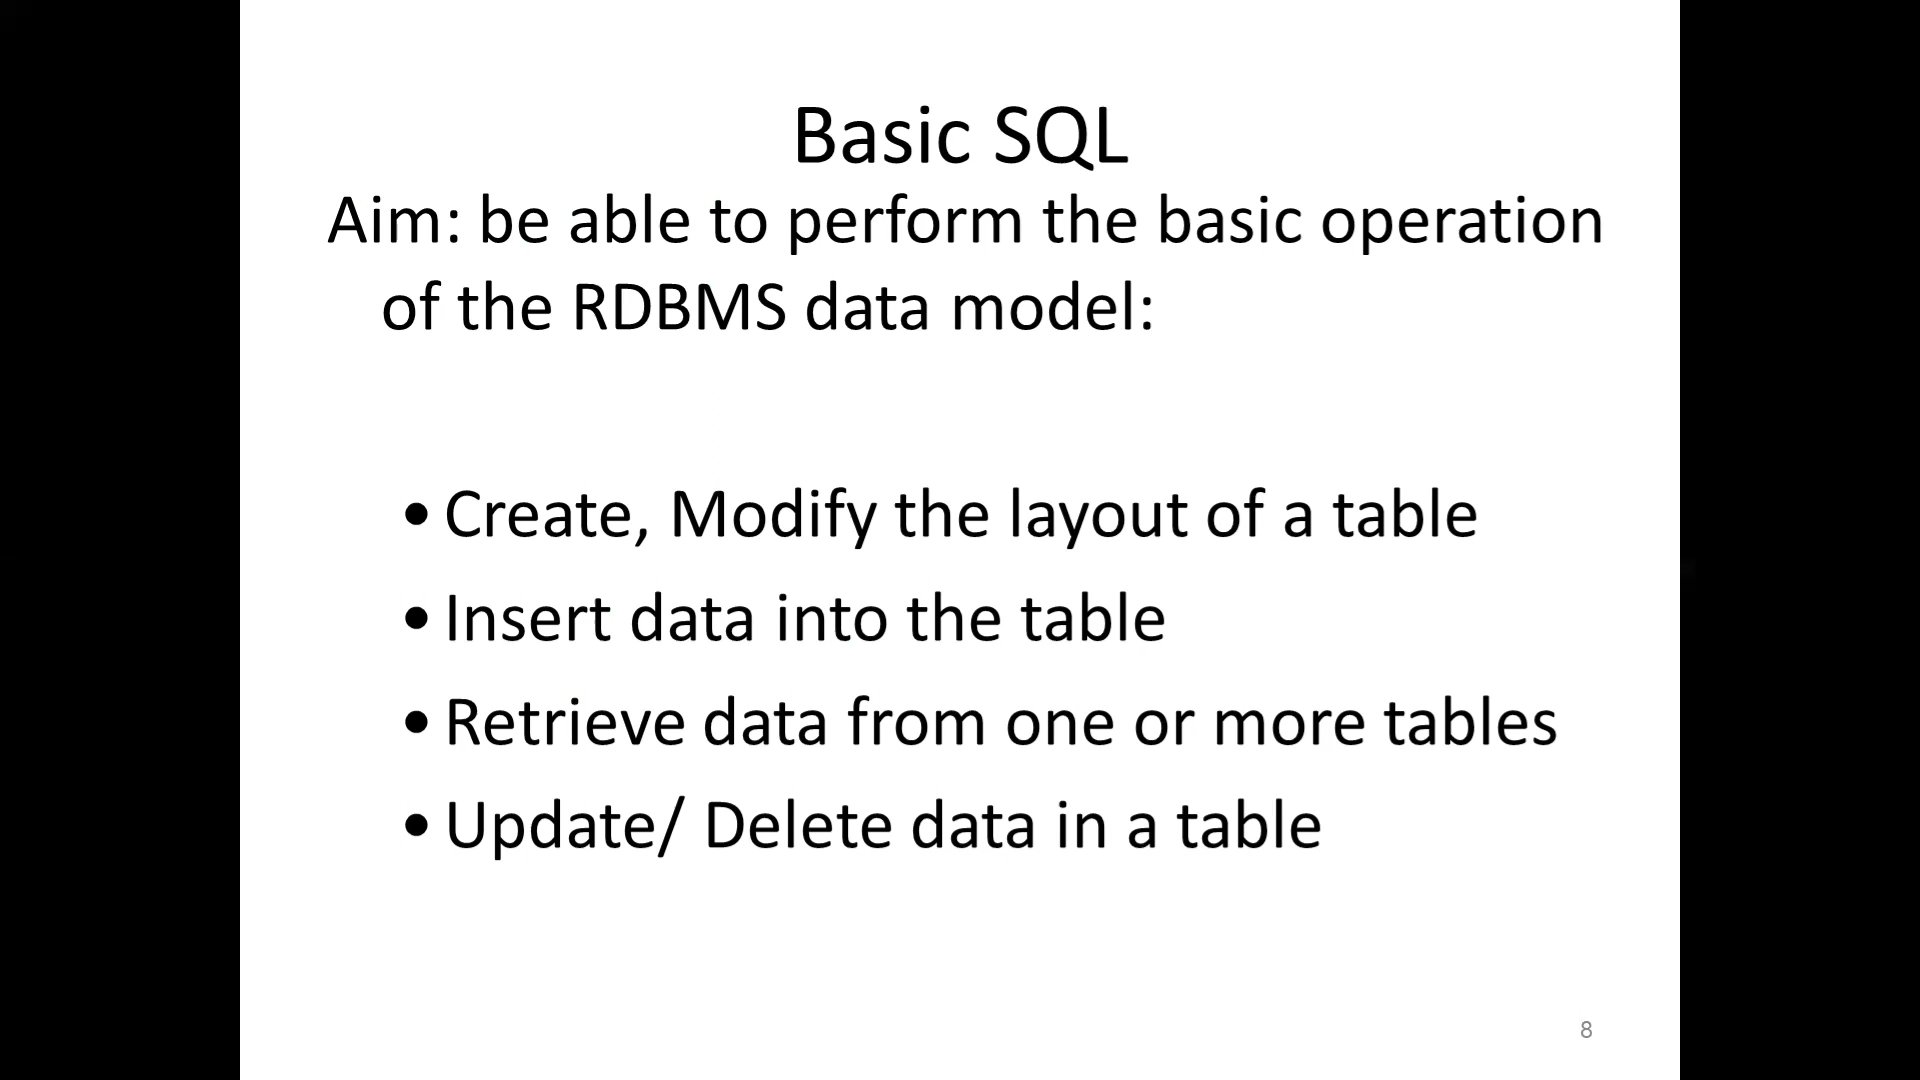 Basic SQL
Aim: be able to perform the basic operation
of the RDBMS data model:
• Create, Modify the layout of a table
• Insert data into the table
• Retrieve data from one or more tables
• Update/ Delete data in a table
8